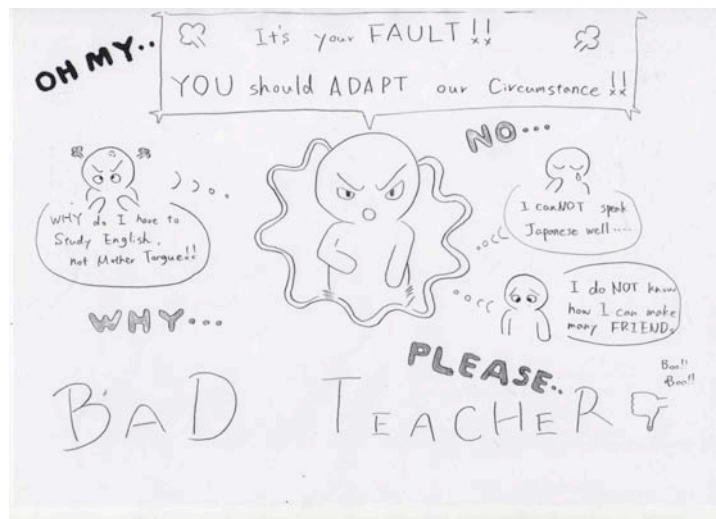 OH MY..
It's your FAULT!!
YOU should ADAPT our Circumstance!!
NO...
WHY do I have to
Study English,
not Mother Torgue!!
I canNOT speak
Japanese well....
I do NOT know
how I can make
many FRIENDs
WHY...
PLEASE..
Boo!!
Boo!!
BAD TEACHER